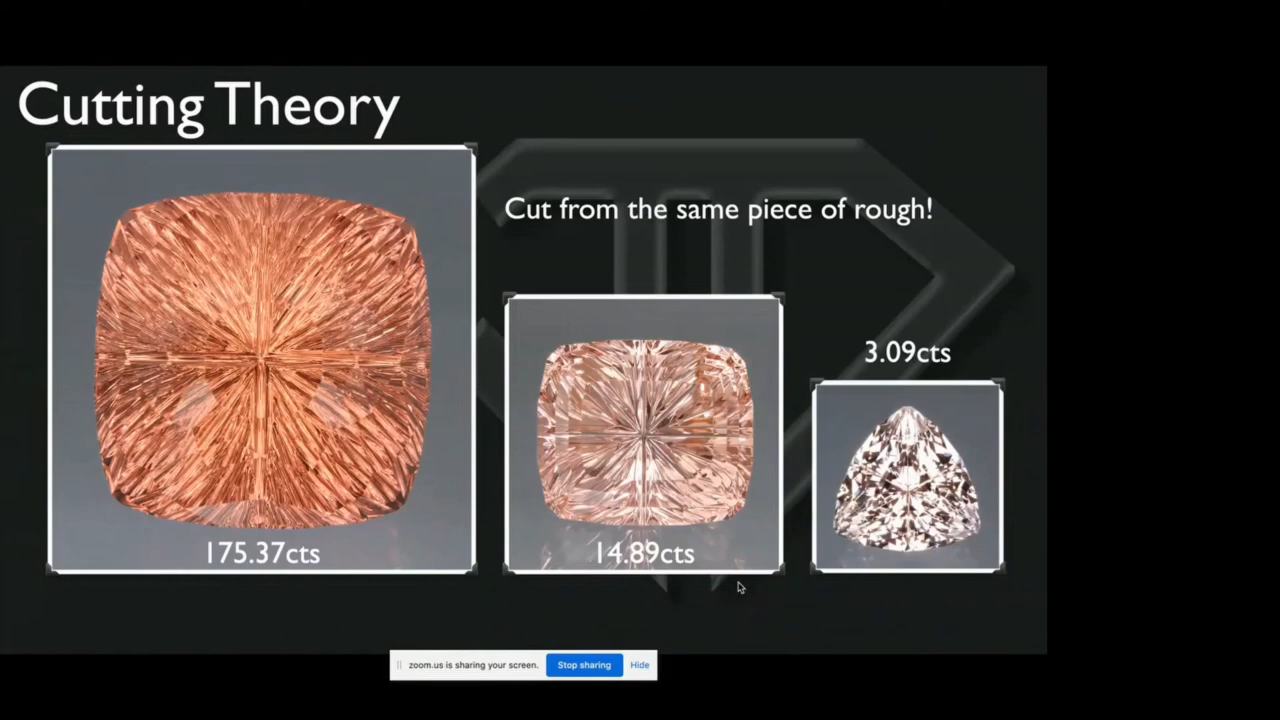 Cutting Theory
Cut from the same piece of rough!
3.09cts
175.37cts
14.89cts
zoom.us is sharing your screen. Stop sharing Hide